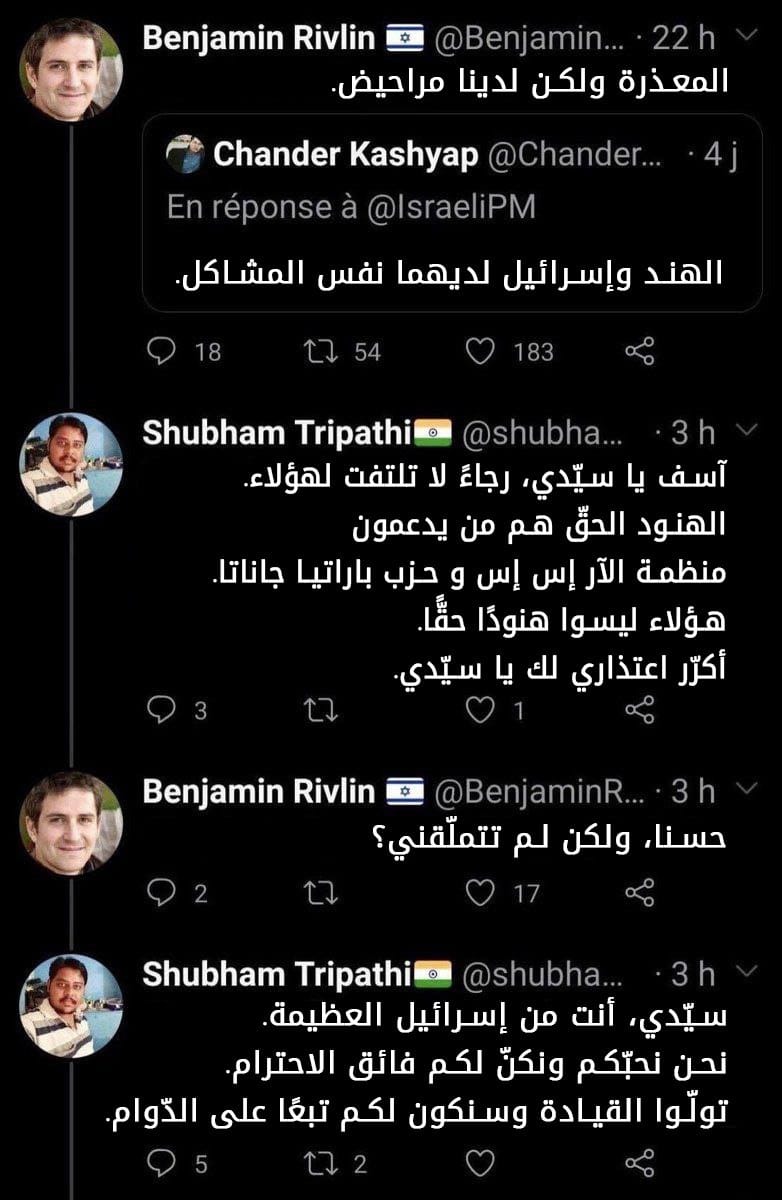 Benjamin Rivlin 🇮🇱 @Benjamin... · 22 h
المعذرة ولكن لدينا مراحيض.
Chander Kashyap @Chander... · 4 j
En réponse à @IsraeliPM
الهند وإسرائيل لديهما نفس المشاكل.
18 54 183
Shubham Tripathi🇮🇳 @shubha... · 3 h
آسف يا سيّدي، رجاءً لا تلتفت لهؤلاء.
الهنود الحقّ هم من يدعمون
منظمة الآر إس إس و حزب باراتيا جاناتا.
هؤلاء ليسوا هنودًا حقًّا.
أكرّر اعتذاري لك يا سيّدي.
3 1
Benjamin Rivlin 🇮🇱 @BenjaminR... · 3 h
حسنا، ولكن لم تتملّقني؟
2 17
Shubham Tripathi🇮🇳 @shubha... · 3 h
سيّدي، أنت من إسرائيل العظيمة.
نحن نحبّكم ونكنّ لكم فائق الاحترام.
تولّوا القيادة وسنكون لكم تبعًا على الدّوام.
5 2